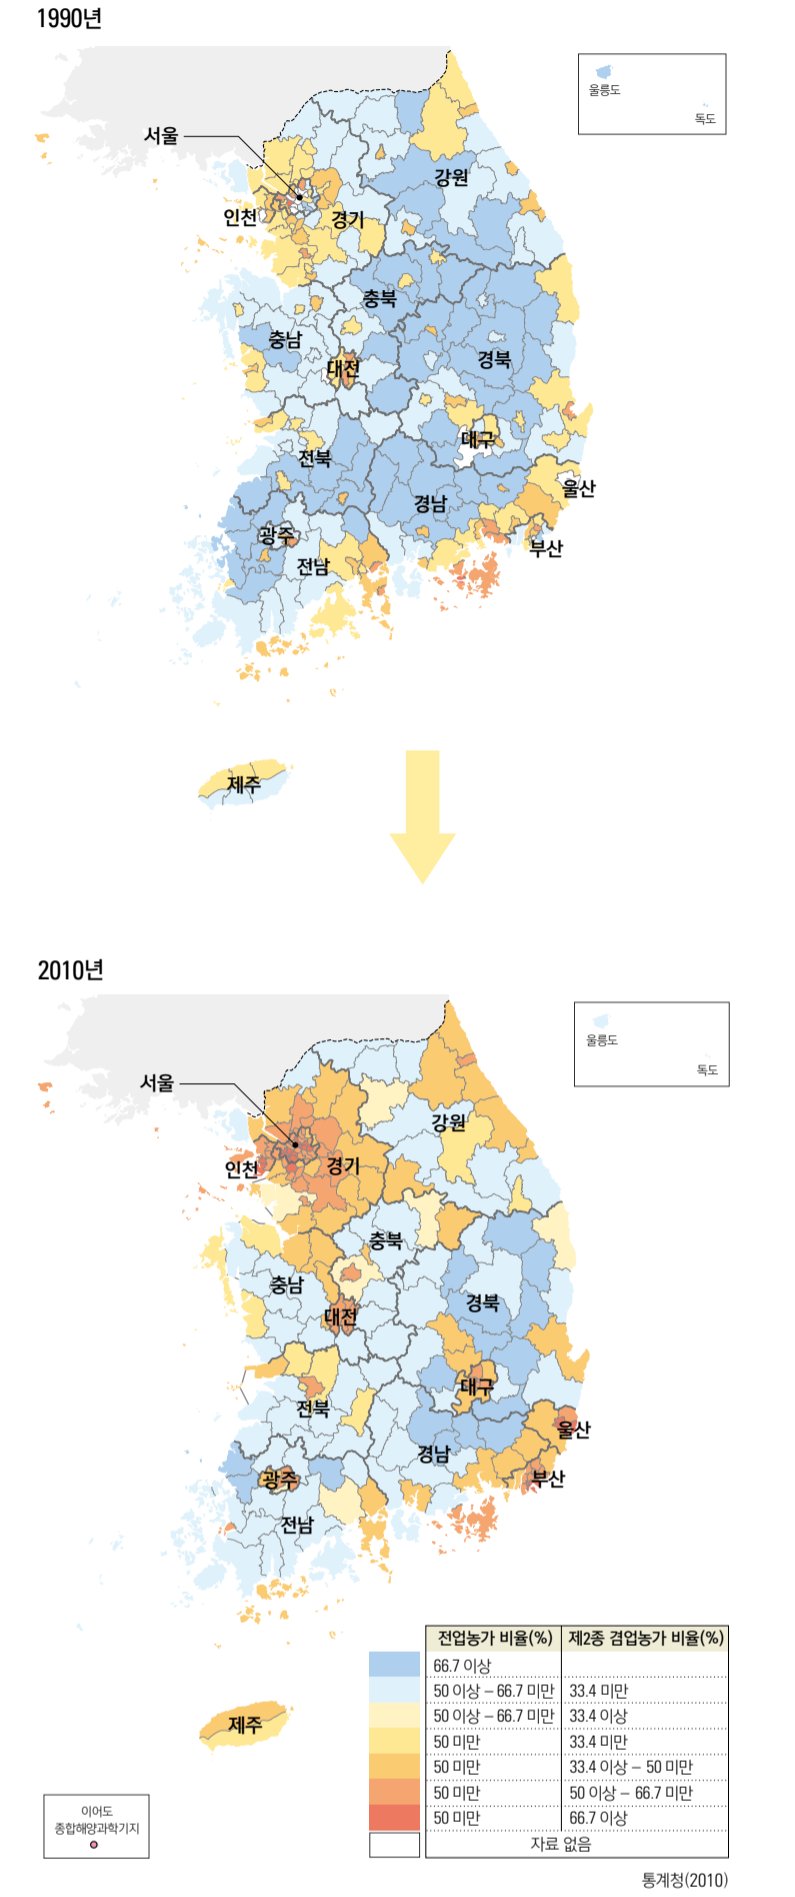 1990년
울릉도
독도
서울
강원
인천
경기
충북
충남
경북
대전
대구
전북
울산
경남
광주
부산
전남
제주
2010년
울릉도
독도
서울
강원
인천
경기
충북
충남
경북
대전
대구
전북
울산
경남
광주
부산
전남
제주
전업농가 비율(%) 제2종 겸업농가 비율(%)
66.7 이상
50 이상 – 66.7 미만 33.4 미만
50 이상 – 66.7 미만 33.4 이상
50 미만 33.4 미만
50 미만 33.4 이상 – 50 미만
50 미만 50 이상 – 66.7 미만
50 미만 66.7 이상
자료 없음
이어도
종합해양과학기지
통계청(2010)